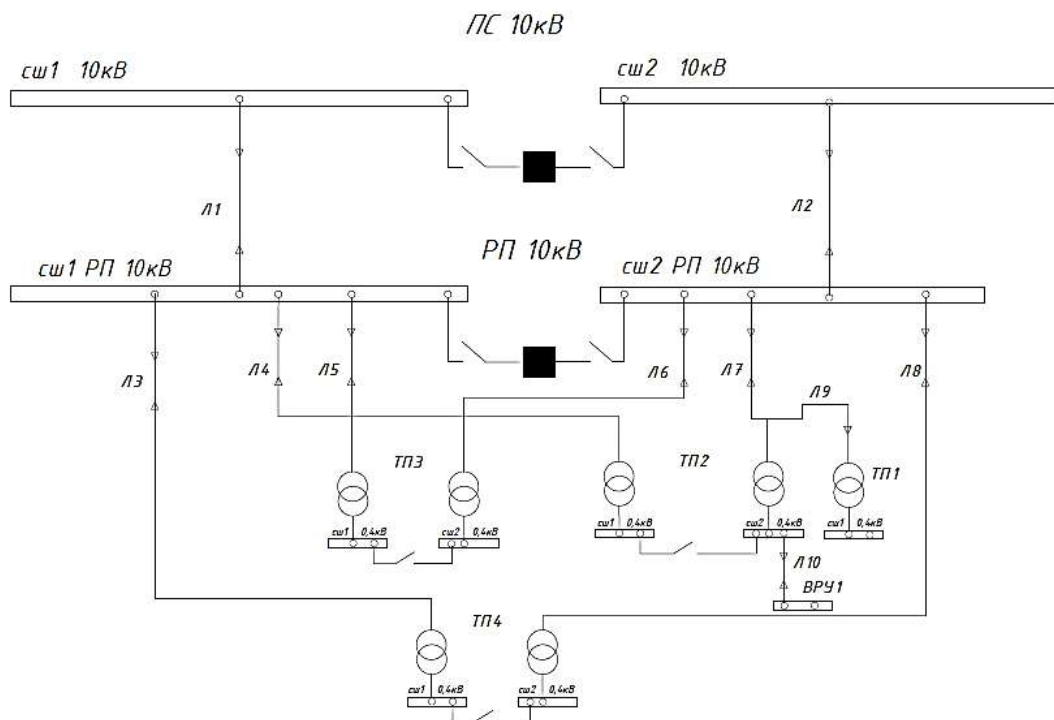 ПС 10кВ
сш1 10кВ
сш2 10кВ
Л1
Л2
РП 10кВ
сш1 РП 10кВ
сш2 РП 10кВ
Л3
Л4
Л5
Л6
Л7
Л8
Л9
ТП3
ТП2
ТП1
сш1 0,4кВ
сш2 0,4кВ
сш1 0,4кВ
сш2 0,4кВ
сш1 0,4кВ
Л10
ВРУ1
ТП4
сш1 0,4кВ
сш2 0,4кВ